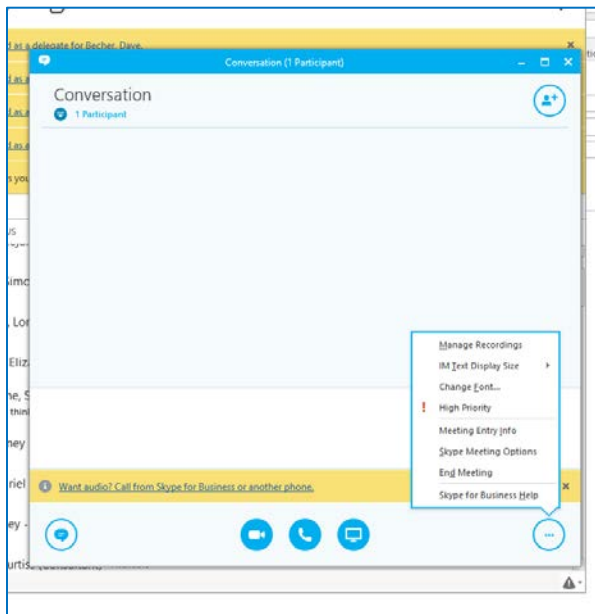 d as a delegate for Becher, Dave.
Conversation (1 Participant)
Conversation
1 Participant
Manage Recordings
IM Text Display Size
Change Font...
High Priority
Meeting Entry Info
Skype Meeting Options
End Meeting
Skype for Business Help
Want audio? Call from Skype for Business or another phone.